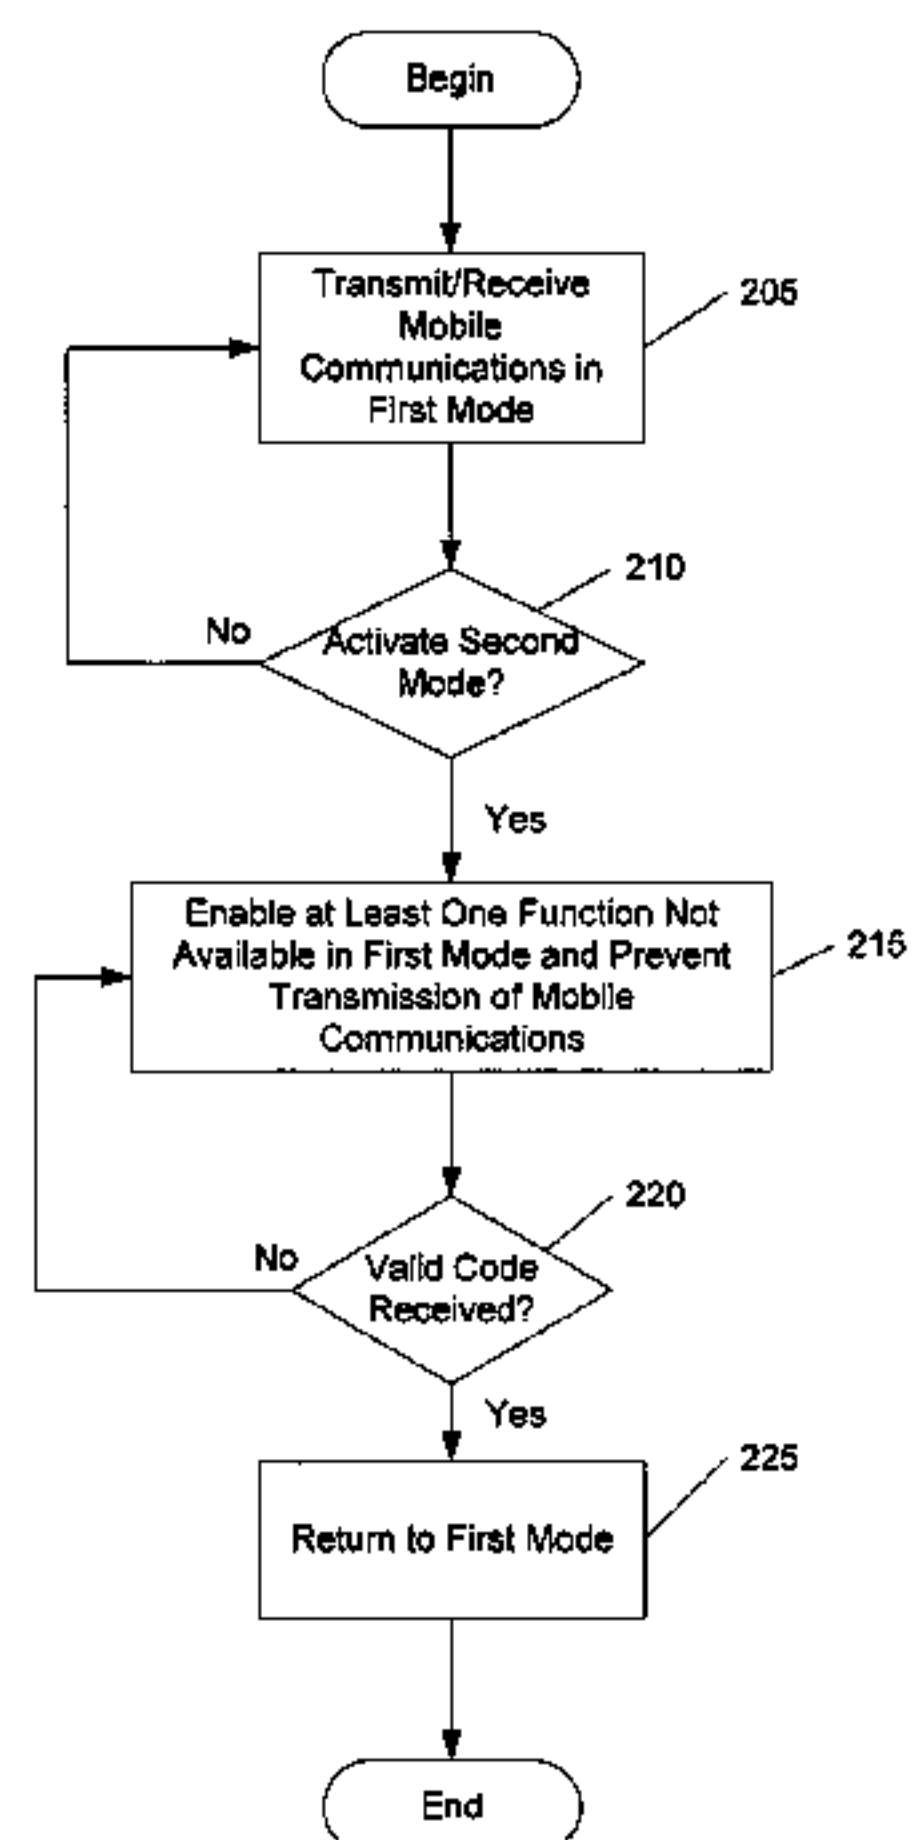 Begin
Transmit/Receive
Mobile
Communications in
First Mode
205
210
No
Activate Second
Mode?
Yes
Enable at Least One Function Not
Available in First Mode and Prevent
Transmission of Mobile
Communications
215
220
No
Valid Code
Received?
Yes
225
Return to First Mode
End